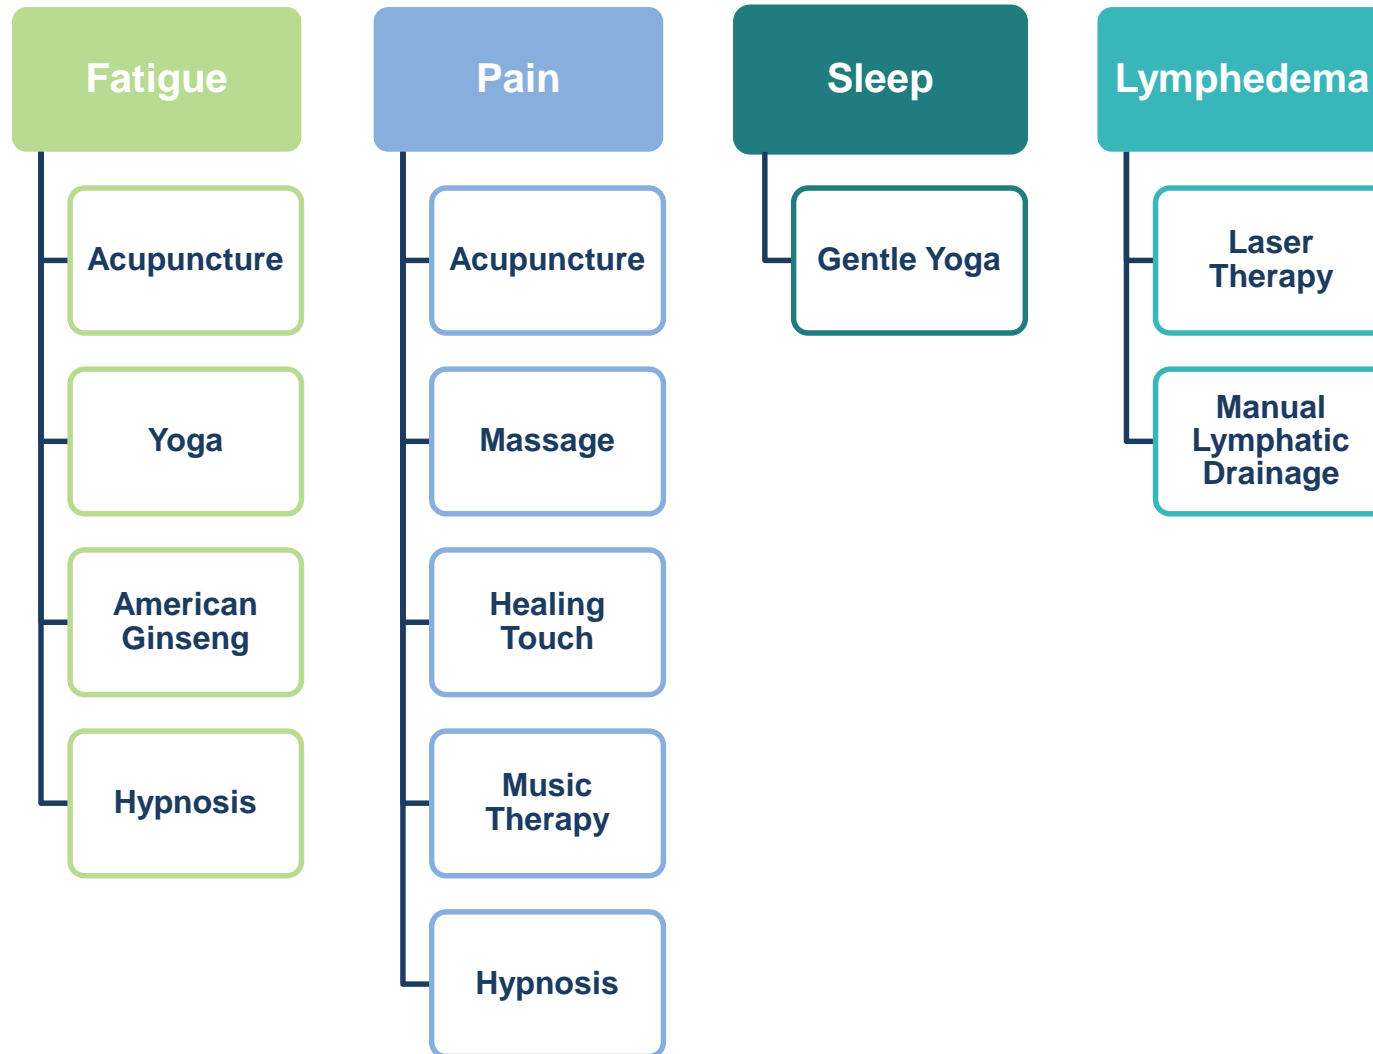 Fatigue
Acupuncture
Yoga
American
Ginseng
Hypnosis
Pain
Acupuncture
Massage
Healing
Touch
Music
Therapy
Hypnosis
Sleep
Gentle Yoga
Lymphedema
Laser
Therapy
Manual
Lymphatic
Drainage